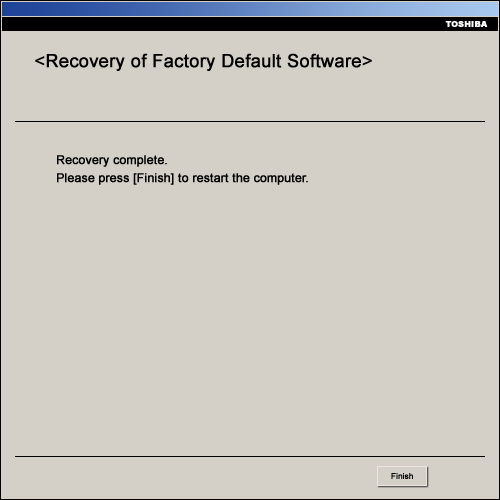 TOSHIBA
<Recovery of Factory Default Software>
Recovery complete.
Please press [Finish] to restart the computer.
Finish